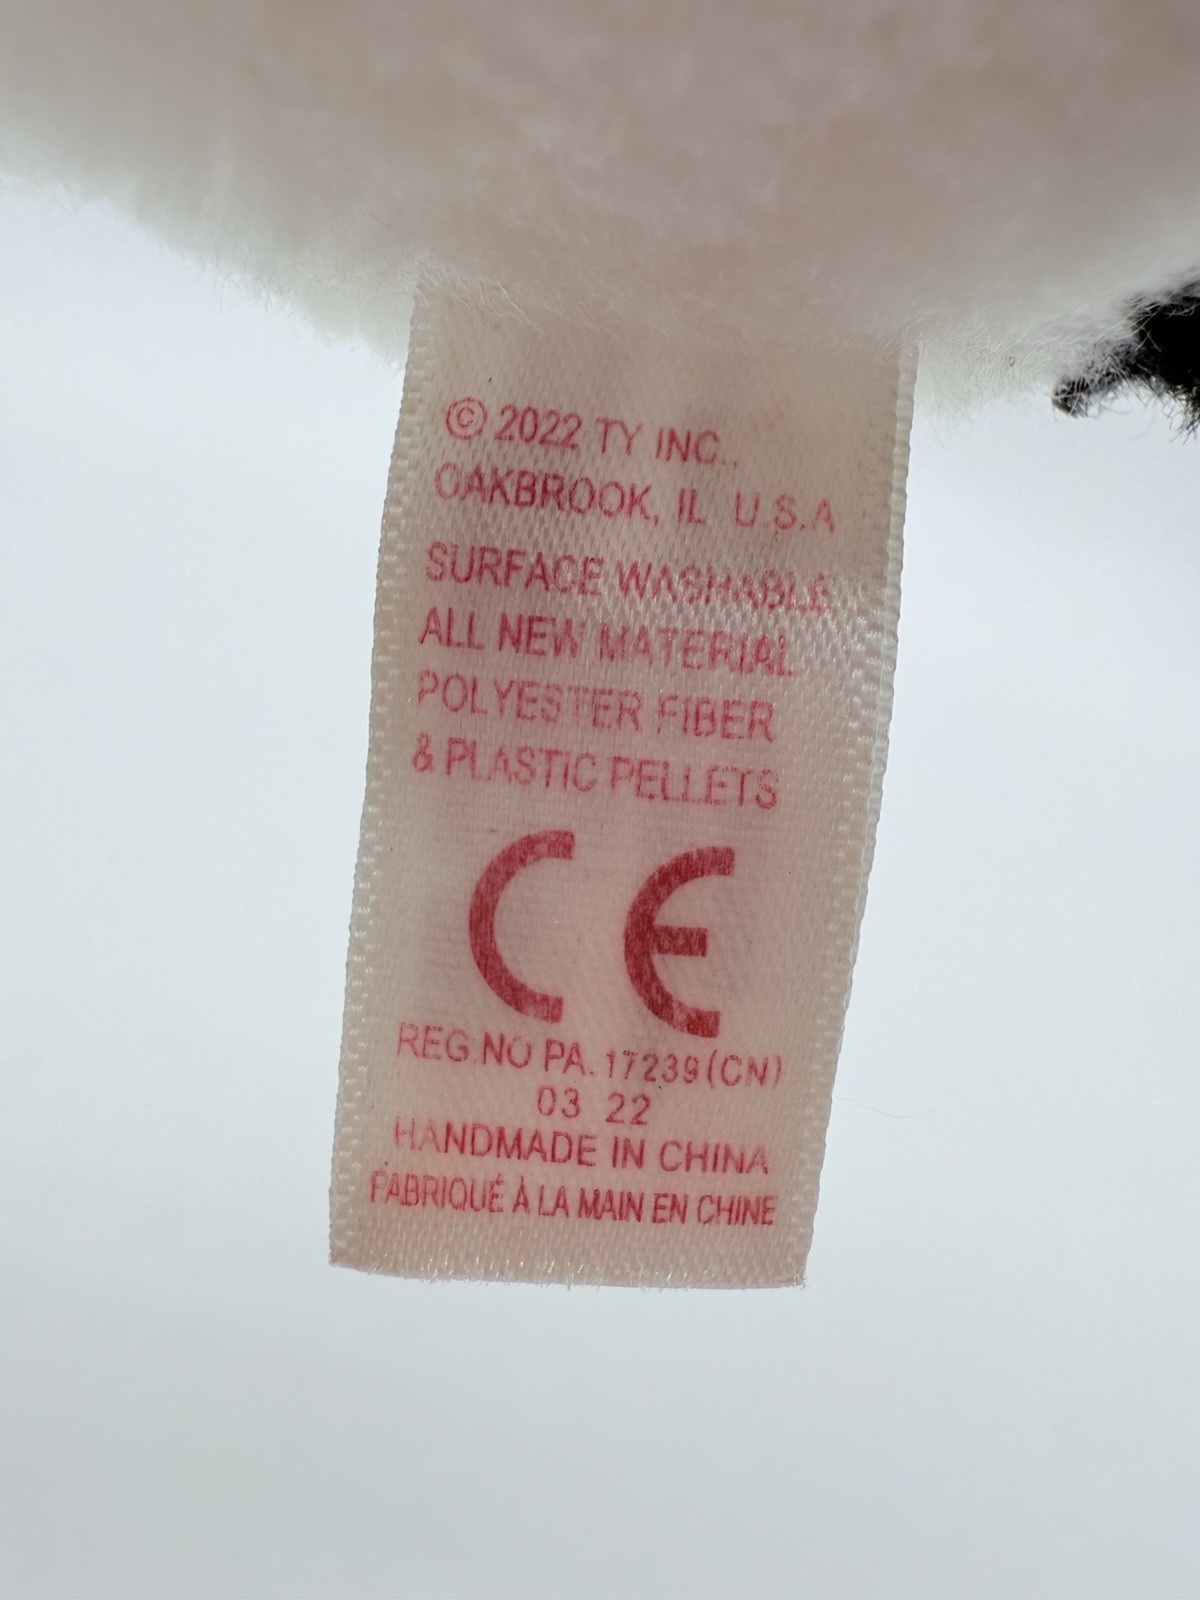 © 2022 TY INC.,
OAKBROOK, IL U.S.A
SURFACE WASHABLE
ALL NEW MATERIAL
POLYESTER FIBER
& PLASTIC PELLETS
CE
REG.NO PA. 17239(CN)
03 22
HANDMADE IN CHINA
FABRIQUÉ À LA MAIN EN CHINE